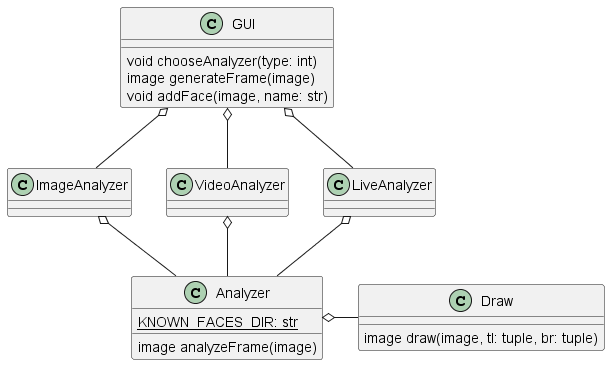 C GUI
void chooseAnalyzer(type: int)
image generateFrame(image)
void addFace(image, name: str)
C ImageAnalyzer
C VideoAnalyzer
C LiveAnalyzer
C Analyzer
KNOWN_FACES_DIR: str
image analyzeFrame(image)
C Draw
image draw(image, tl: tuple, br: tuple)